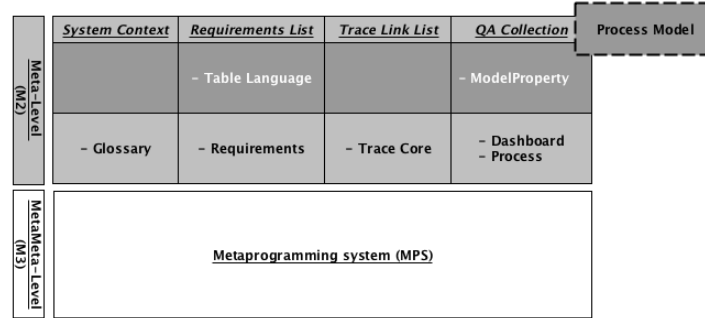 System Context
Requirements List
Trace Link List
QA Collection
Process Model
Meta-Level
(M2)
- Table Language
- ModelProperty
- Glossary
- Requirements
- Trace Core
- Dashboard
- Process
MetaMeta-Level
(M3)
Metaprogramming system (MPS)